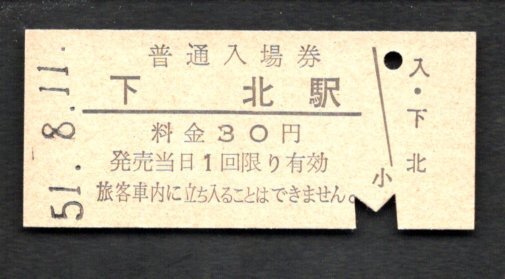 51.8.11.
普通入場券
下北駅
料金30円
発売当日1回限り有効
旅客車内に立ち入ることはできません。
小
入・下北